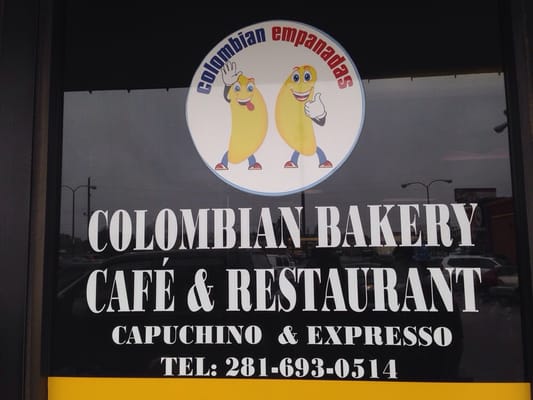 colombian empanadas
COLOMBIAN BAKERY
CAFÉ & RESTAURANT
CAPUCHINO & EXPRESSO
TEL: 281-693-0514